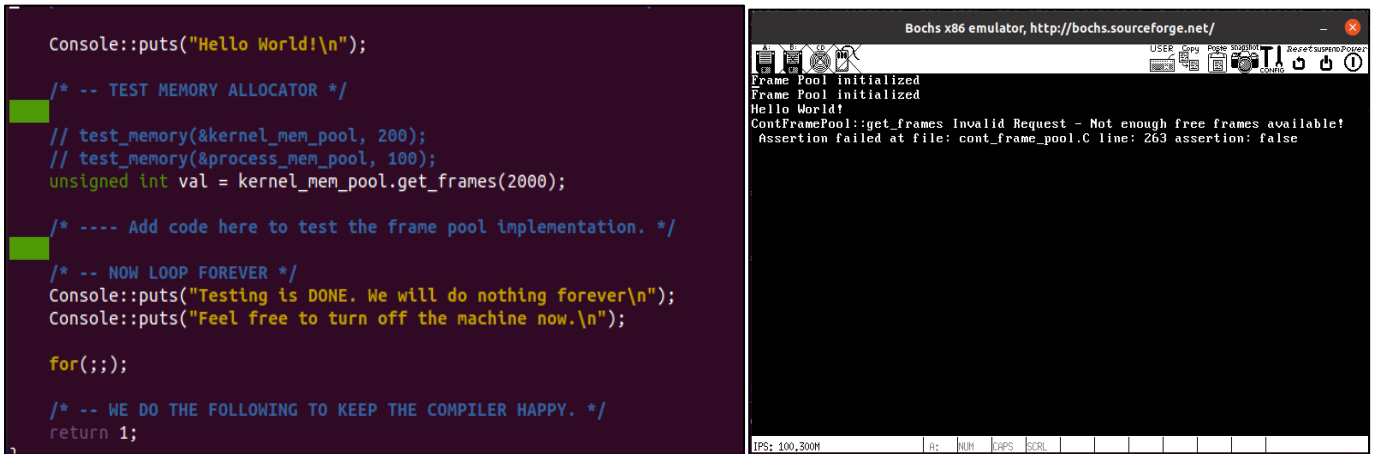 Console::puts("Hello World!\n");
/* -- TEST MEMORY ALLOCATOR */
// test_memory(&kernel_mem_pool, 200);
// test_memory(&process_mem_pool, 100);
unsigned int val = kernel_mem_pool.get_frames(2000);
/* ---- Add code here to test the frame pool implementation. */
/* -- NOW LOOP FOREVER */
Console::puts("Testing is DONE. We will do nothing forever\n");
Console::puts("Feel free to turn off the machine now.\n");
for(;;);
/* -- WE DO THE FOLLOWING TO KEEP THE COMPILER HAPPY. */
return 1;
Bochs x86 emulator, http://bochs.sourceforge.net/
A: B: CD USER Copy Paste Snapshot CONFIG Reset SUSPEND Power
Frame Pool initialized
Frame Pool initialized
Hello World!
ContFramePool::get_frames Invalid Request - Not enough free frames available!
Assertion failed at file: cont_frame_pool.C line: 263 assertion: false
IPS: 100,300M A: NUM CAPS SCRL